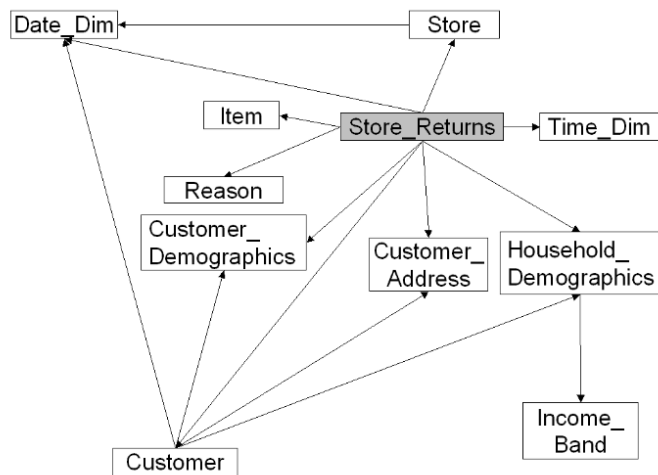 Date_Dim
Store
Item
Store_Returns
Time_Dim
Reason
Customer_
Demographics
Customer_
Address
Household_
Demographics
Income_
Band
Customer